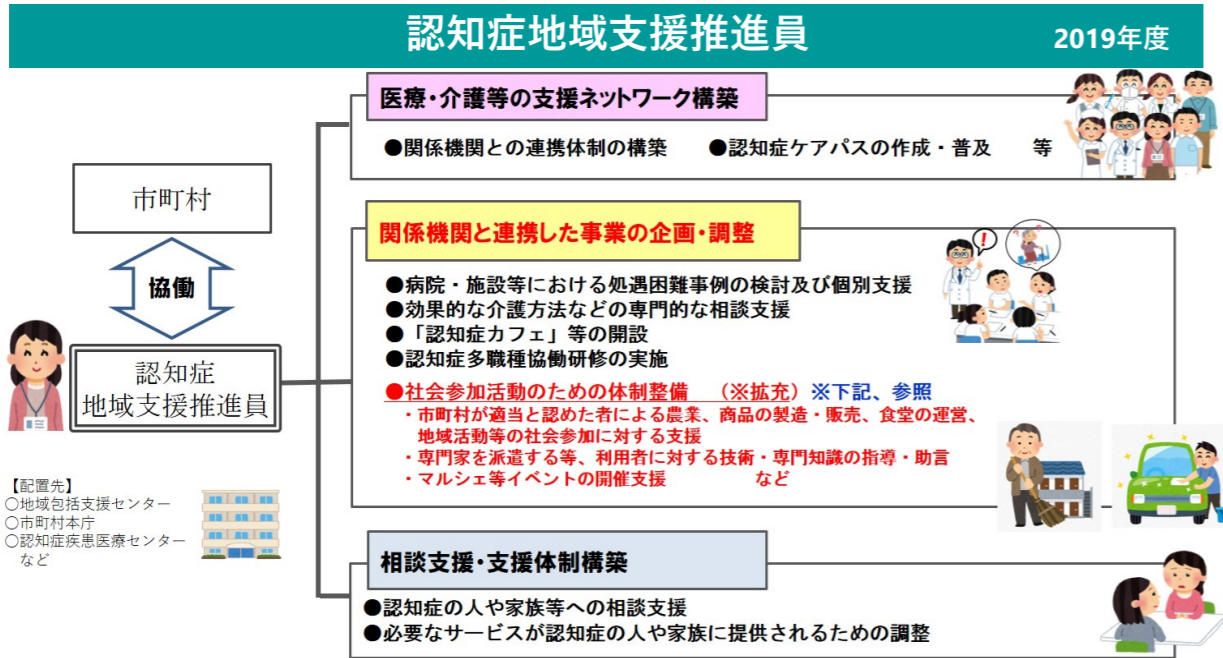 認知症地域支援推進員
2019年度
医療・介護等の支援ネットワーク構築
●関係機関との連携体制の構築　●認知症ケアパスの作成・普及　等
市町村
協働
認知症
地域支援推進員
【配置先】
○地域包括支援センター
○市町村本庁
○認知症疾患医療センター
など
関係機関と連携した事業の企画・調整
!
●病院・施設等における処遇困難事例の検討及び個別支援
●効果的な介護方法などの専門的な相談支援
●「認知症カフェ」等の開設
●認知症多職種協働研修の実施
●社会参加活動のための体制整備　（※拡充）※下記、参照
・市町村が適当と認めた者による農業、商品の製造・販売、食堂の運営、
地域活動等の社会参加に対する支援
・専門家を派遣する等、利用者に対する技術・専門知識の指導・助言
・マルシェ等イベントの開催支援　など
相談支援・支援体制構築
●認知症の人や家族等への相談支援
●必要なサービスが認知症の人や家族に提供されるための調整